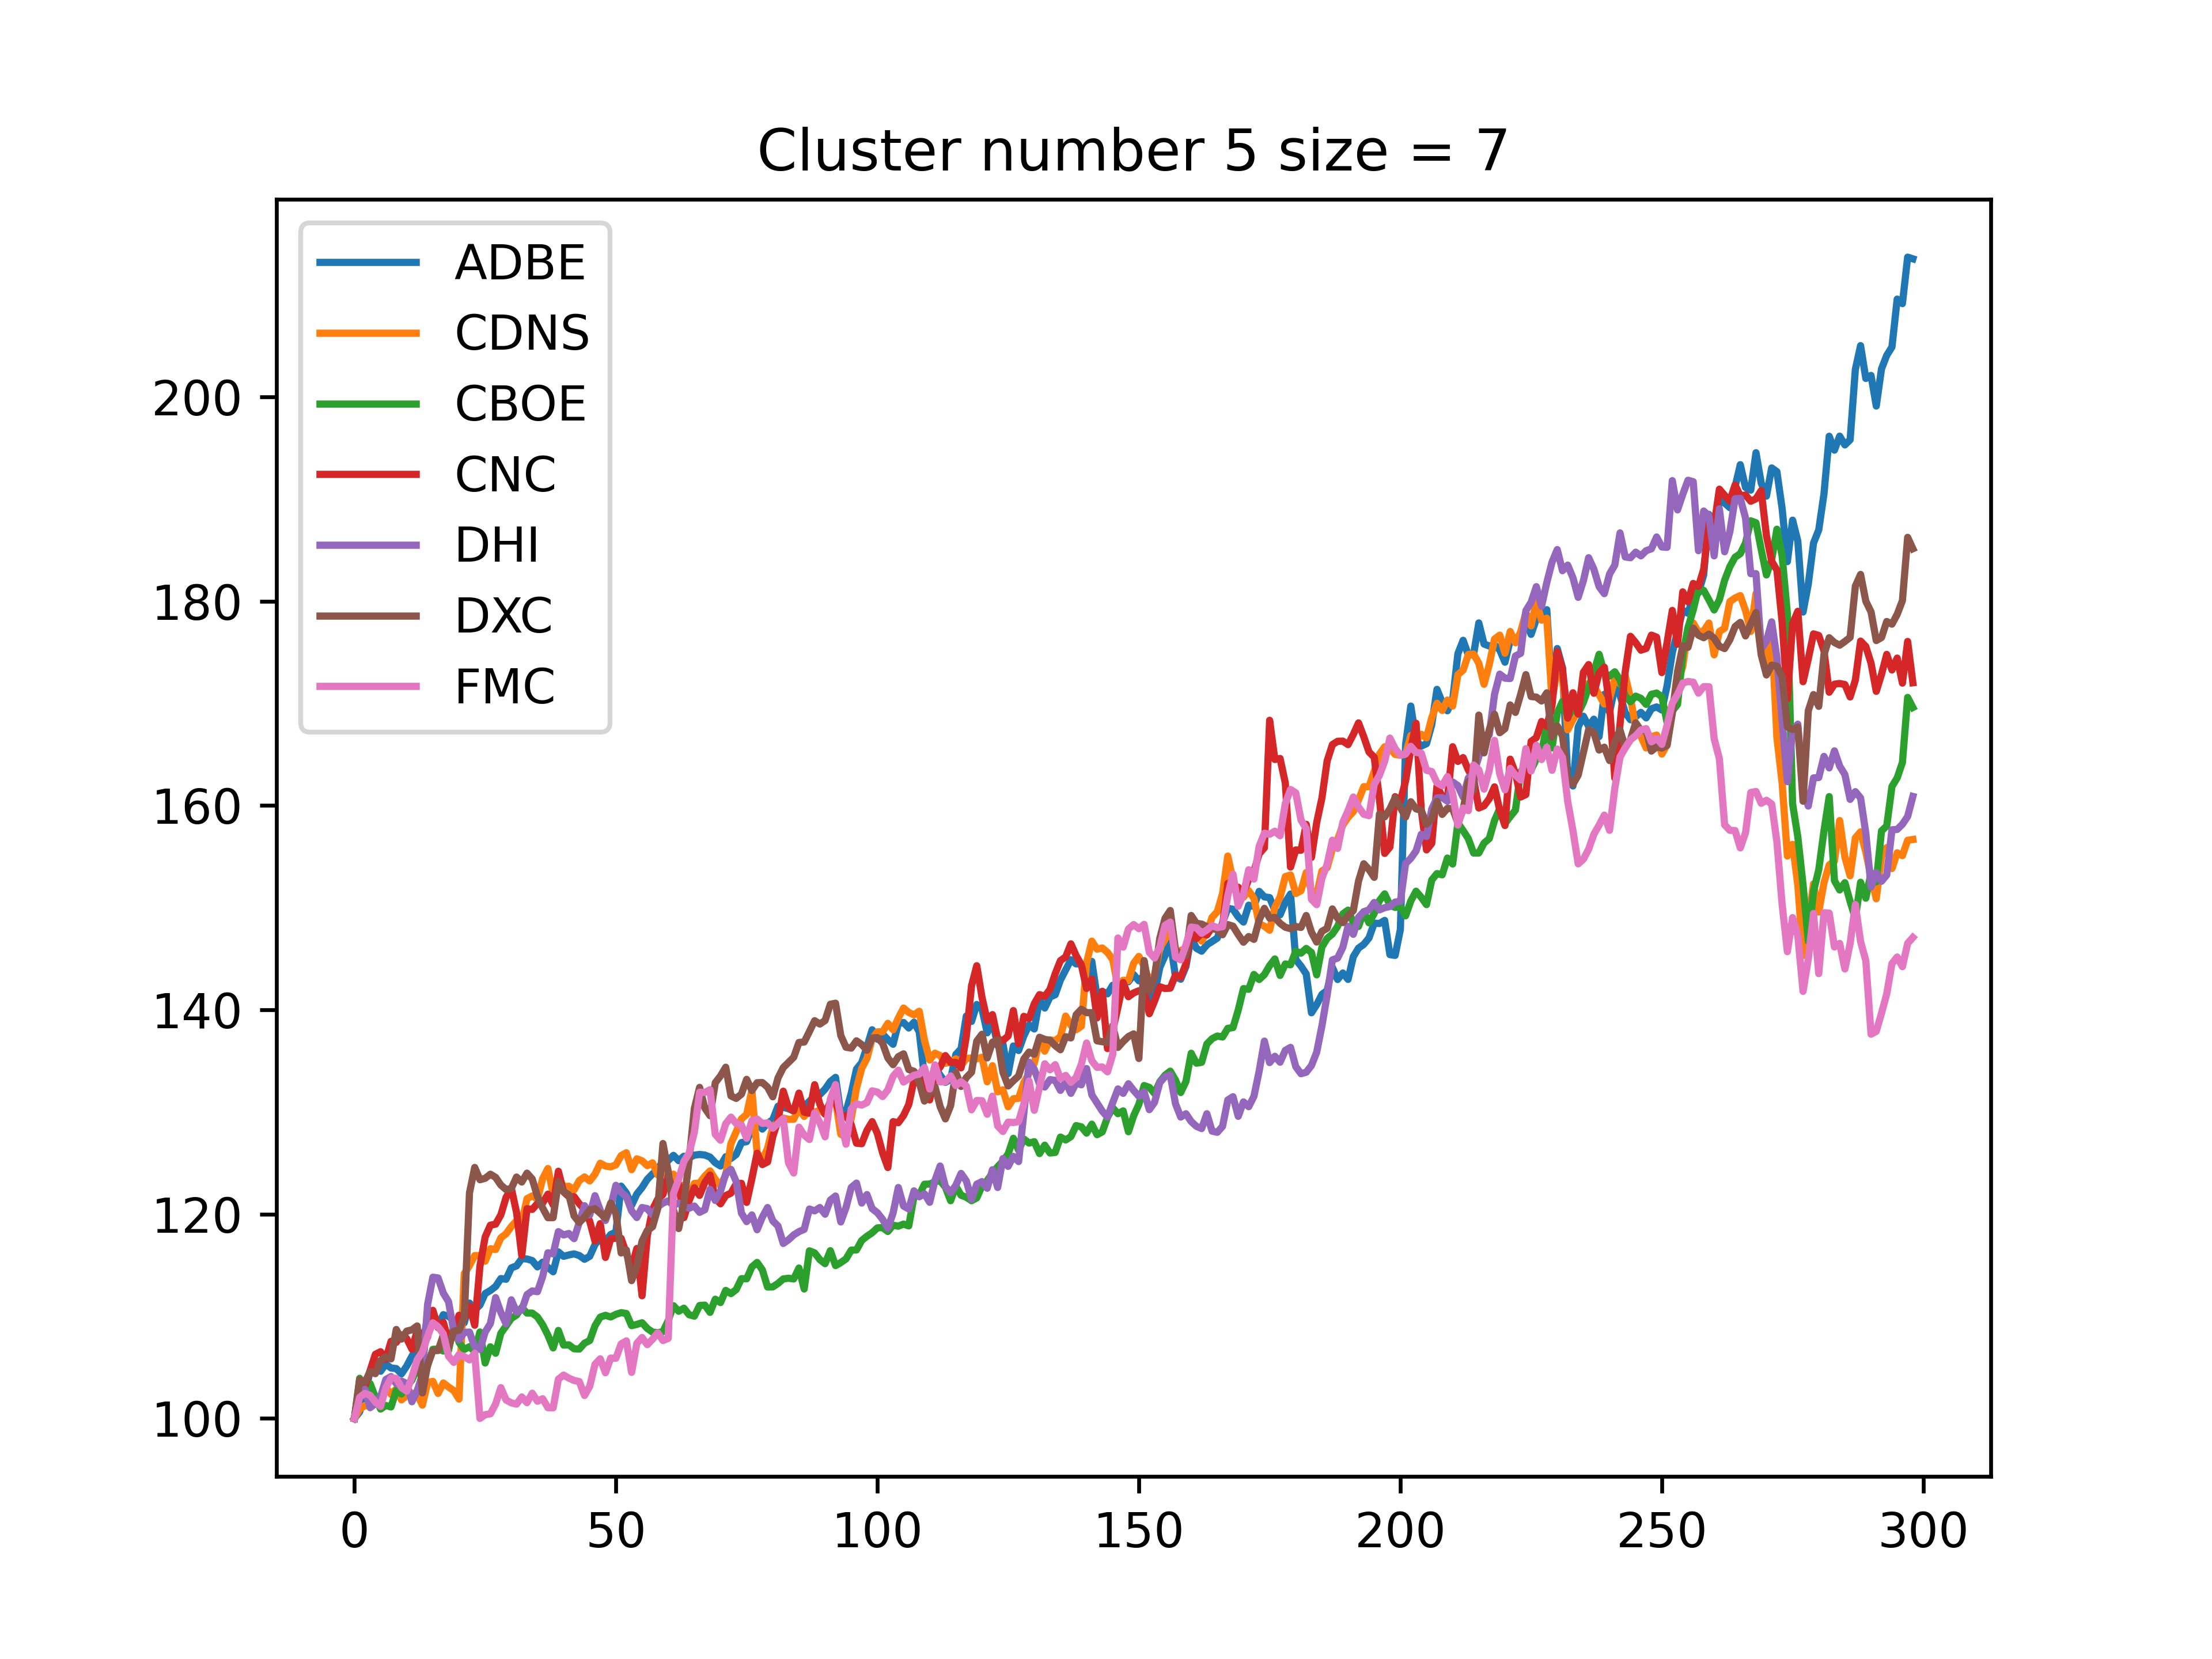 Cluster number 5 size = 7
ADBE
CDNS
CBOE
CNC
DHI
DXC
FMC
200
180
160
140
120
100
0 50 100 150 200 250 300